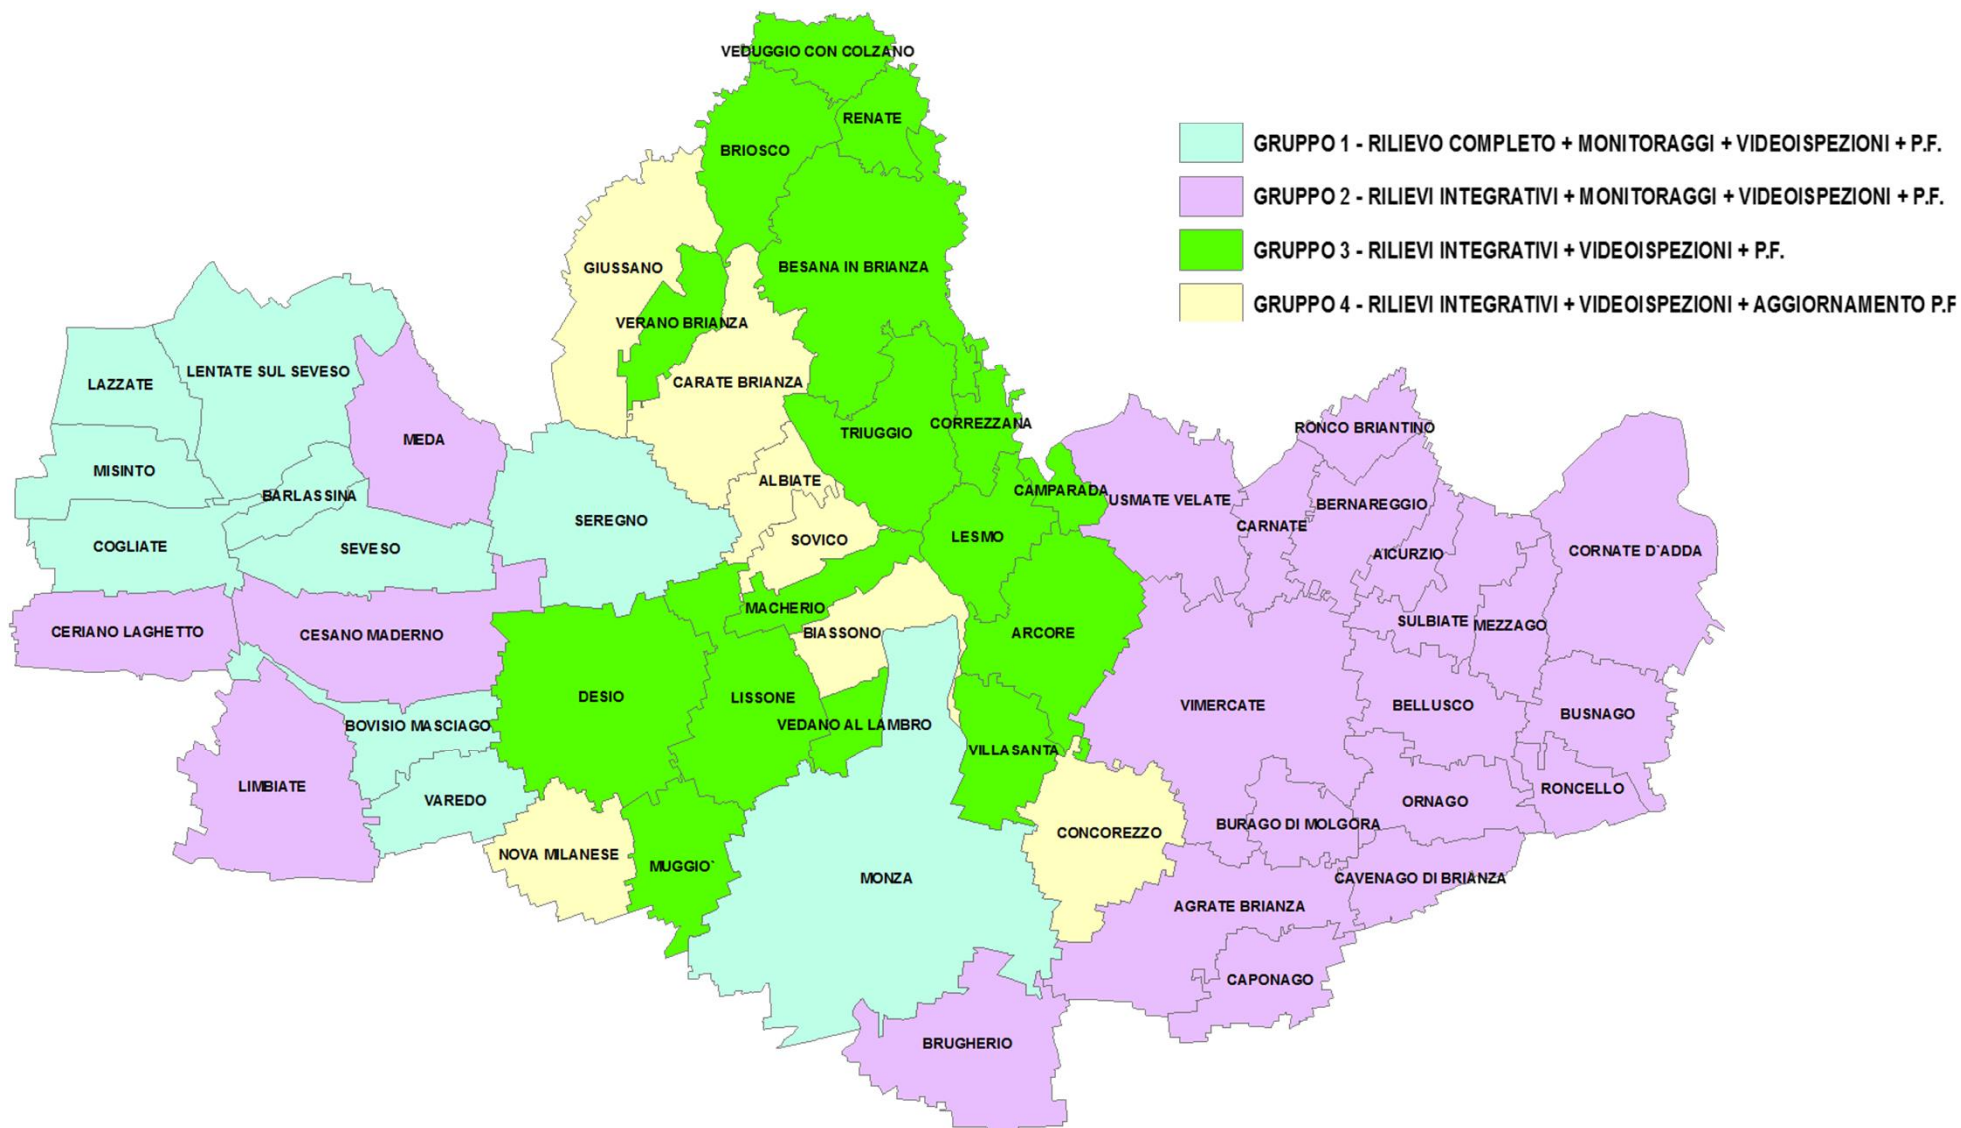 VEDUGGIO CON COLZANO
RENATE
BRIOSCO
GRUPPO 1 - RILIEVO COMPLETO + MONITORAGGI + VIDEOISPEZIONI + P.F.
GRUPPO 2 - RILIEVI INTEGRATIVI + MONITORAGGI + VIDEOISPEZIONI + P.F.
GRUPPO 3 - RILIEVI INTEGRATIVI + VIDEOISPEZIONI + P.F.
GRUPPO 4 - RILIEVI INTEGRATIVI + VIDEOISPEZIONI + AGGIORNAMENTO P.F
GIUSSANO
BESANA IN BRIANZA
VERANO BRIANZA
LENTATE SUL SEVESO
LAZZATE
CARATE BRIANZA
MEDA
TRIUGGIO
CORREZZANA
RONCO BRIANTINO
MISINTO
BARLASSINA
ALBIATE
CAMPARADA
USMATE VELATE
BERNAREGGIO
SEREGNO
CARNATE
COGLIATE
SEVESO
SOVICO
LESMO
AICURZIO
CORNATE D`ADDA
MACHERIO
SULBIATE
MEZZAGO
CERIANO LAGHETTO
CESANO MADERNO
BIASSONO
ARCORE
DESIO
LISSONE
VIMERCATE
BELLUSCO
BUSNAGO
BOVISIO MASCIAGO
VEDANO AL LAMBRO
VILLASANTA
LIMBIATE
VAREDO
RONCELLO
ORNAGO
BURAGO DI MOLGORA
CONCOREZZO
NOVA MILANESE
MUGGIO`
MONZA
CAVENAGO DI BRIANZA
AGRATE BRIANZA
CAPONAGO
BRUGHERIO